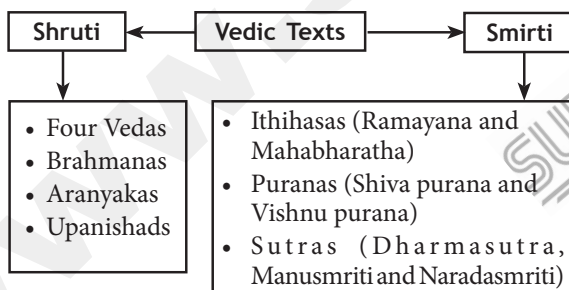 Shruti
Vedic Texts
Smirti
• Four Vedas
• Brahmanas
• Aranyakas
• Upanishads
• Ithihasas (Ramayana and
Mahabharatha)
• Puranas (Shiva purana and
Vishnu purana)
• Sutras (Dharmasutra,
Manusmriti and Naradasmriti)